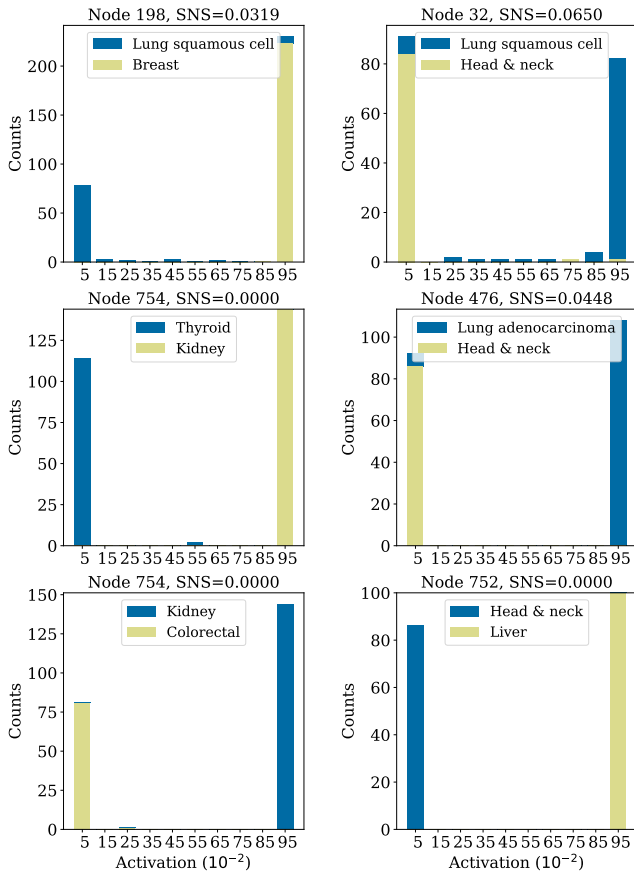 Node 198, SNS=0.0319
Lung squamous cell
Breast
Counts
200
150
100
50
0
5 15 25 35 45 55 65 75 85 95
Node 32, SNS=0.0650
Lung squamous cell
Head & neck
Counts
80
60
40
20
0
5 15 25 35 45 55 65 75 85 95
Node 754, SNS=0.0000
Thyroid
Kidney
Counts
125
100
75
50
25
0
5 15 25 35 45 55 65 75 85 95
Node 476, SNS=0.0448
Lung adenocarcinoma
Head & neck
Counts
100
80
60
40
20
0
5 15 25 35 45 55 65 75 85 95
Node 754, SNS=0.0000
Kidney
Colorectal
Counts
150
125
100
75
50
25
0
5 15 25 35 45 55 65 75 85 95
Activation (10⁻²)
Node 752, SNS=0.0000
Head & neck
Liver
Counts
100
80
60
40
20
0
5 15 25 35 45 55 65 75 85 95
Activation (10⁻²)